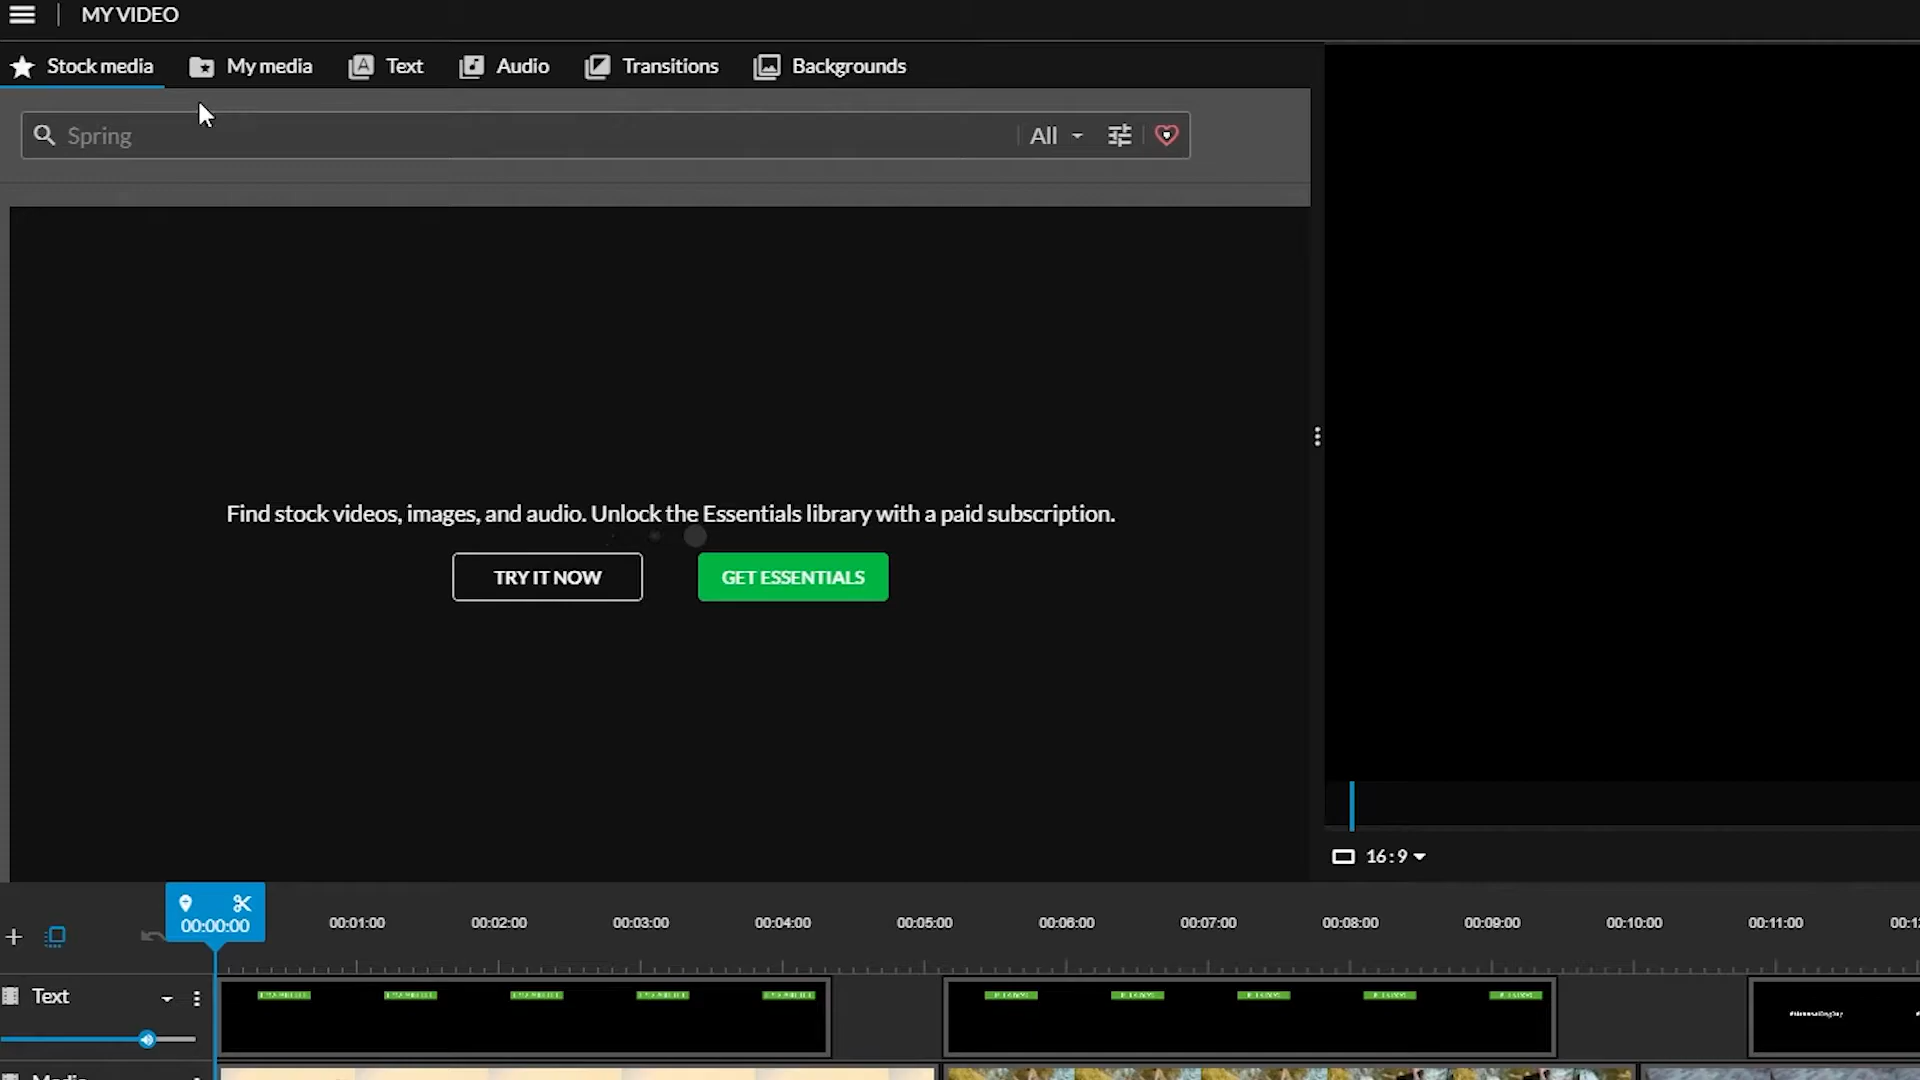 MY VIDEO
Stock media My media Text Audio Transitions Backgrounds
Spring All
Find stock videos, images, and audio. Unlock the Essentials library with a paid subscription.
TRY IT NOW GET ESSENTIALS
16:9
00:00:00 00:01:00 00:02:00 00:03:00 00:04:00 00:05:00 00:06:00 00:07:00 00:08:00 00:09:00 00:10:00 00:11:00
Text